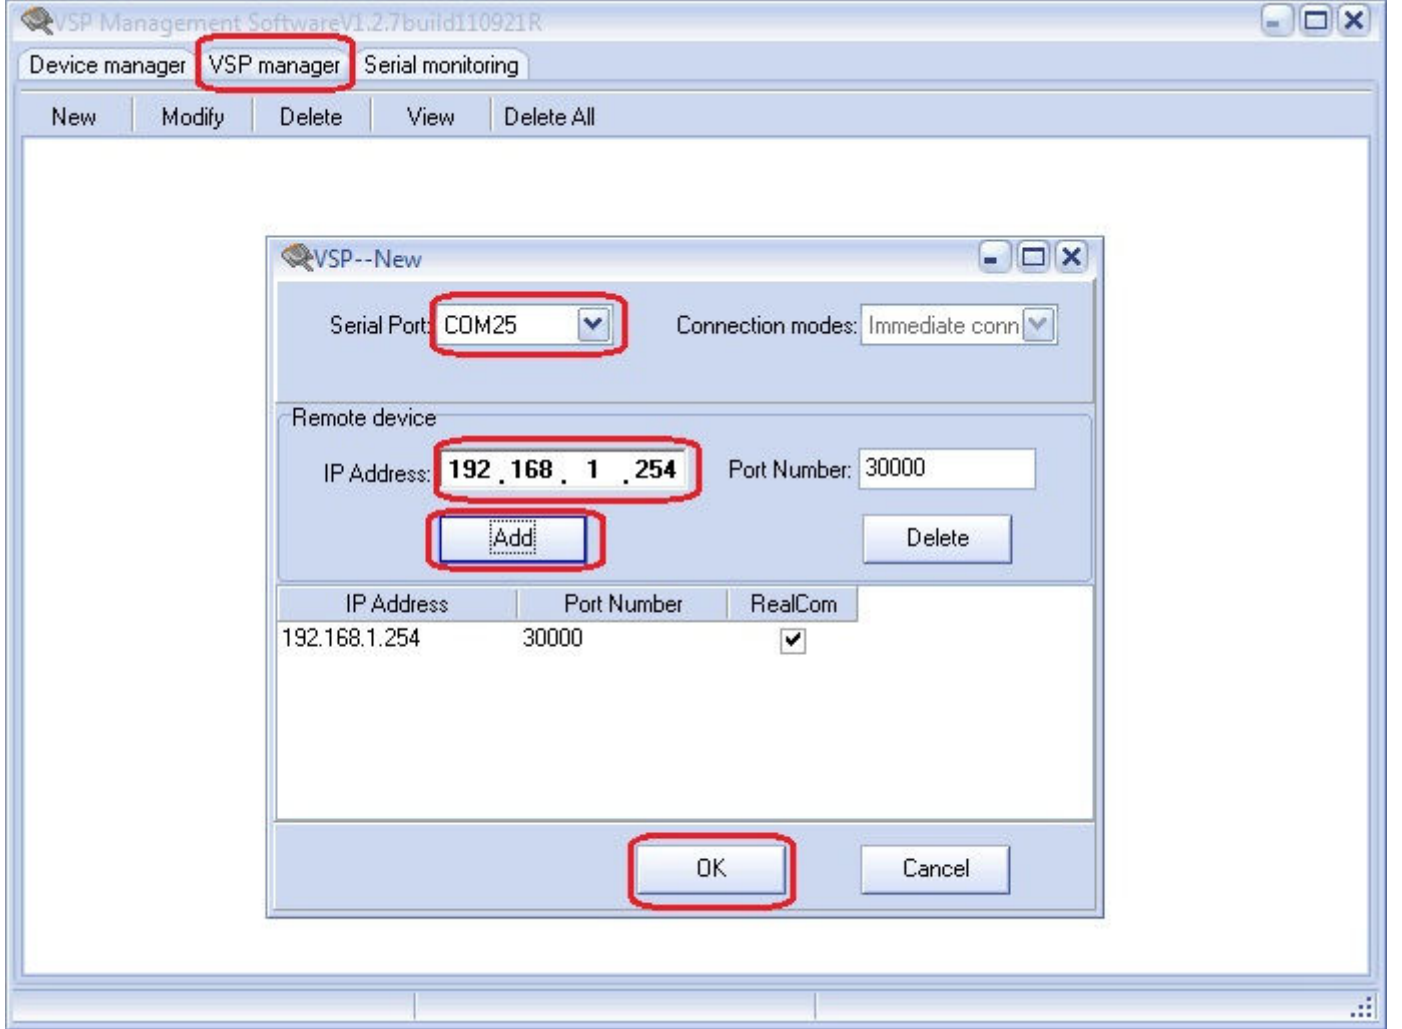 VSP Management SoftwareV1.2.7build110921R
Device manager VSP manager Serial monitoring
New Modify Delete View Delete All
VSP--New
Serial Port: COM25 Connection modes: Immediate conn
Remote device
IP Address: 192 . 168 . 1 . 254 Port Number: 30000
Add Delete
IP Address Port Number RealCom
192.168.1.254 30000
OK Cancel